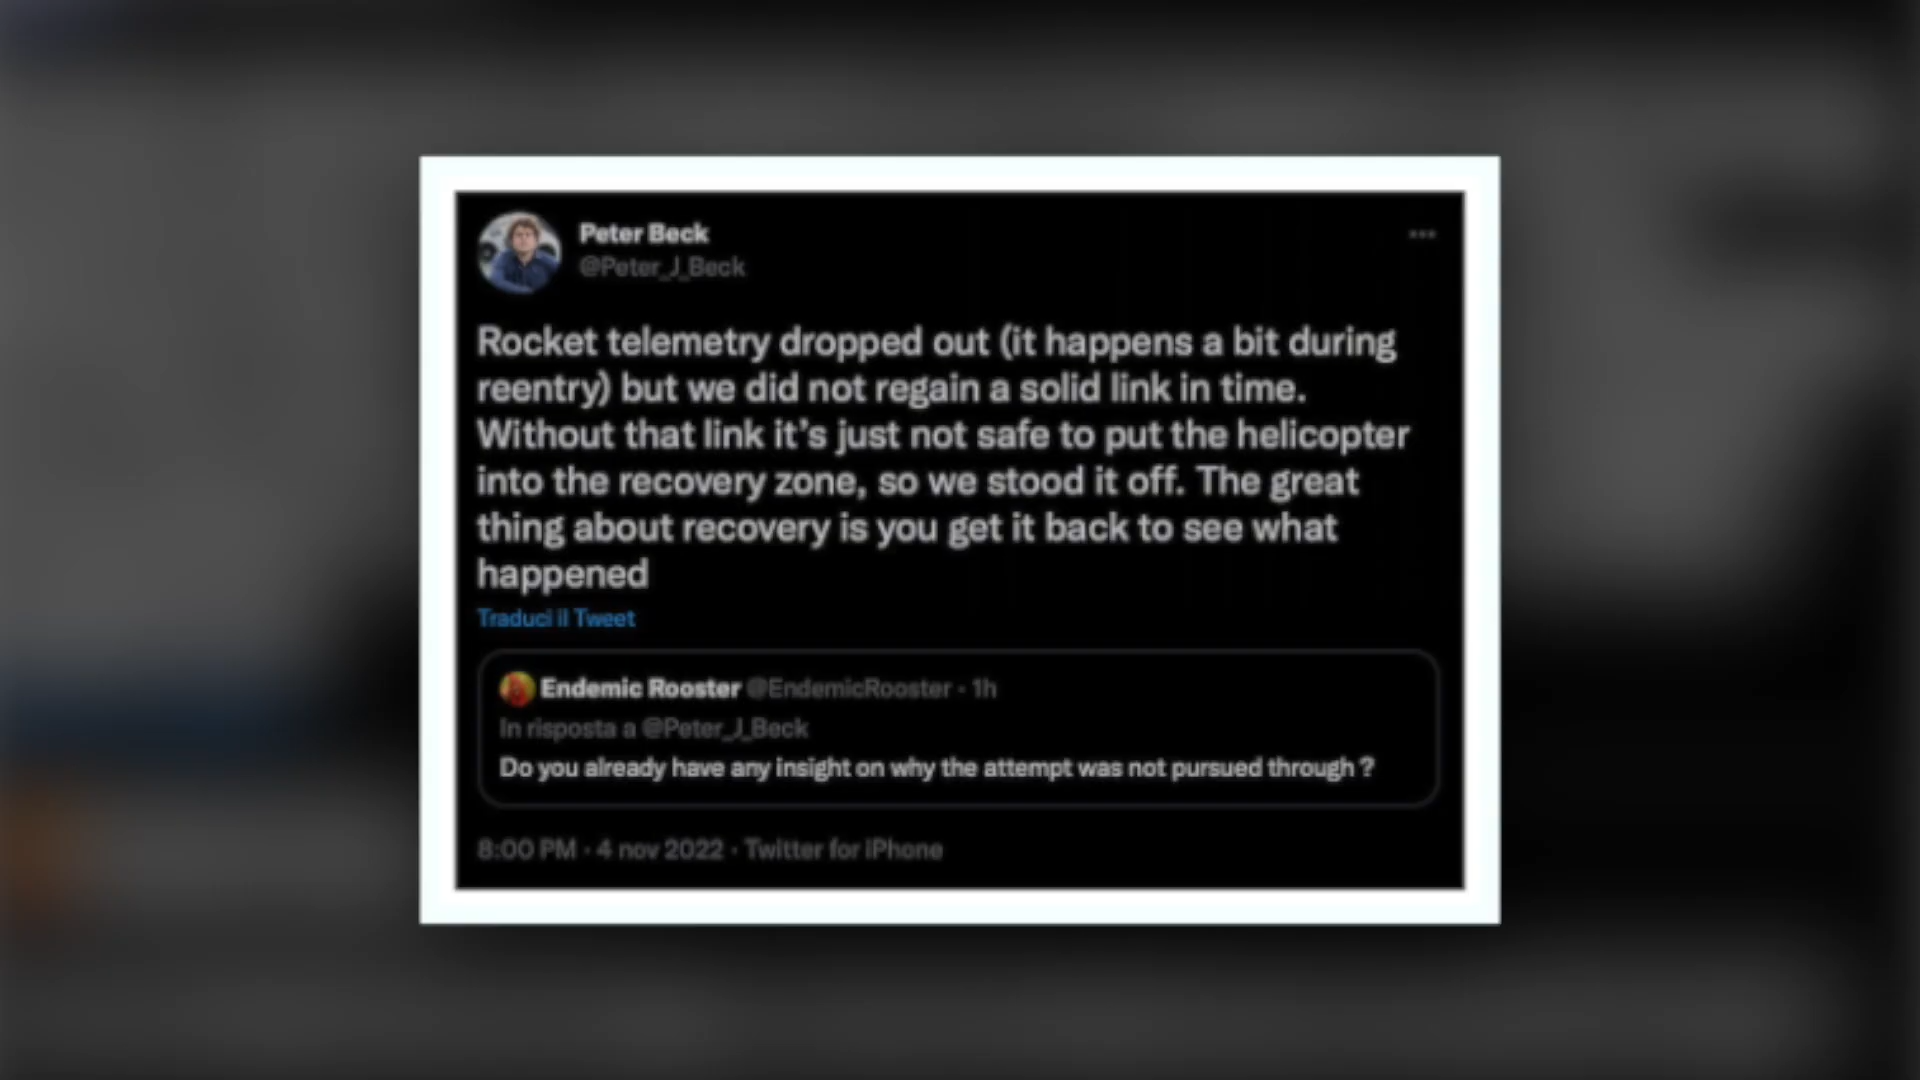 Peter Beck
@Peter_J_Beck
Rocket telemetry dropped out (it happens a bit during
reentry) but we did not regain a solid link in time.
Without that link it’s just not safe to put the helicopter
into the recovery zone, so we stood it off. The great
thing about recovery is you get it back to see what
happened
Traduci il Tweet
Endemic Rooster @EndemicRooster · 1h
In risposta a @Peter_J_Beck
Do you already have any insight on why the attempt was not pursued through ?
8:00 PM · 4 nov 2022 · Twitter for iPhone